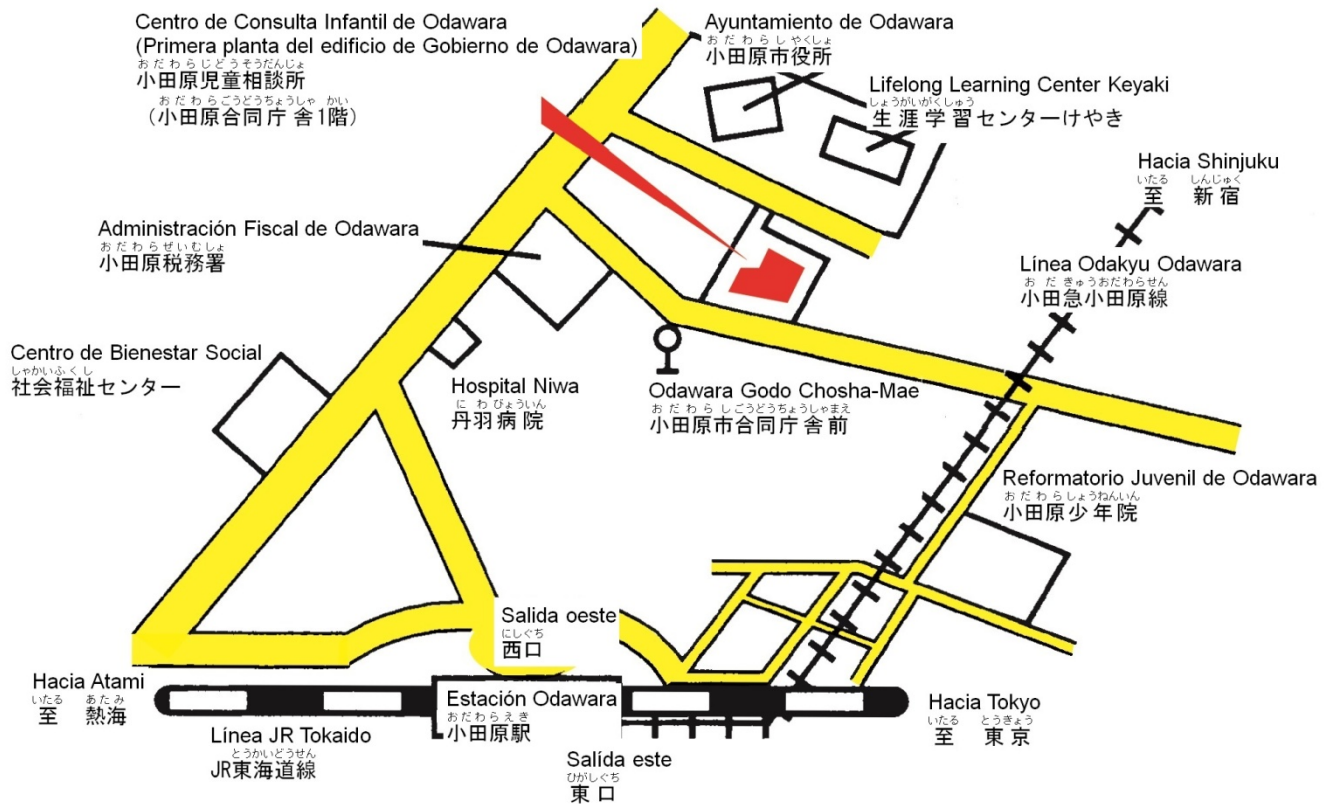 Centro de Consulta Infantil de Odawara
(Primera planta del edificio de Gobierno de Odawara)
おだわらじどうそうだんじょ
小田原児童相談所
おだわらごうどうちょうしゃ かい
（小田原合同庁舎1階）
Ayuntamiento de Odawara
おだわらしやくしょ
小田原市役所
Lifelong Learning Center Keyaki
しょうがいがくしゅう
生涯学習センターけやき
Hacia Shinjuku
いたる しんじゅく
至 新宿
Administración Fiscal de Odawara
おだわらぜいむしょ
小田原税務署
Línea Odakyu Odawara
おだきゅうおだわらせん
小田急小田原線
Centro de Bienestar Social
しゃかいふくし
社会福祉センター
Hospital Niwa
にわびょういん
丹羽病院
Odawara Godo Chosha-Mae
おだわらしごうどうちょうしゃまえ
小田原市合同庁舎前
Reformatorio Juvenil de Odawara
おだわらしょうねんいん
小田原少年院
Salida oeste
にしぐち
西口
Hacia Atami
いたる あたみ
至 熱海
Estación Odawara
おだわらえき
小田原駅
Hacia Tokyo
いたる とうきょう
至 東京
Línea JR Tokaido
とうかいどうせん
JR東海道線
Salída este
ひがしぐち
東口